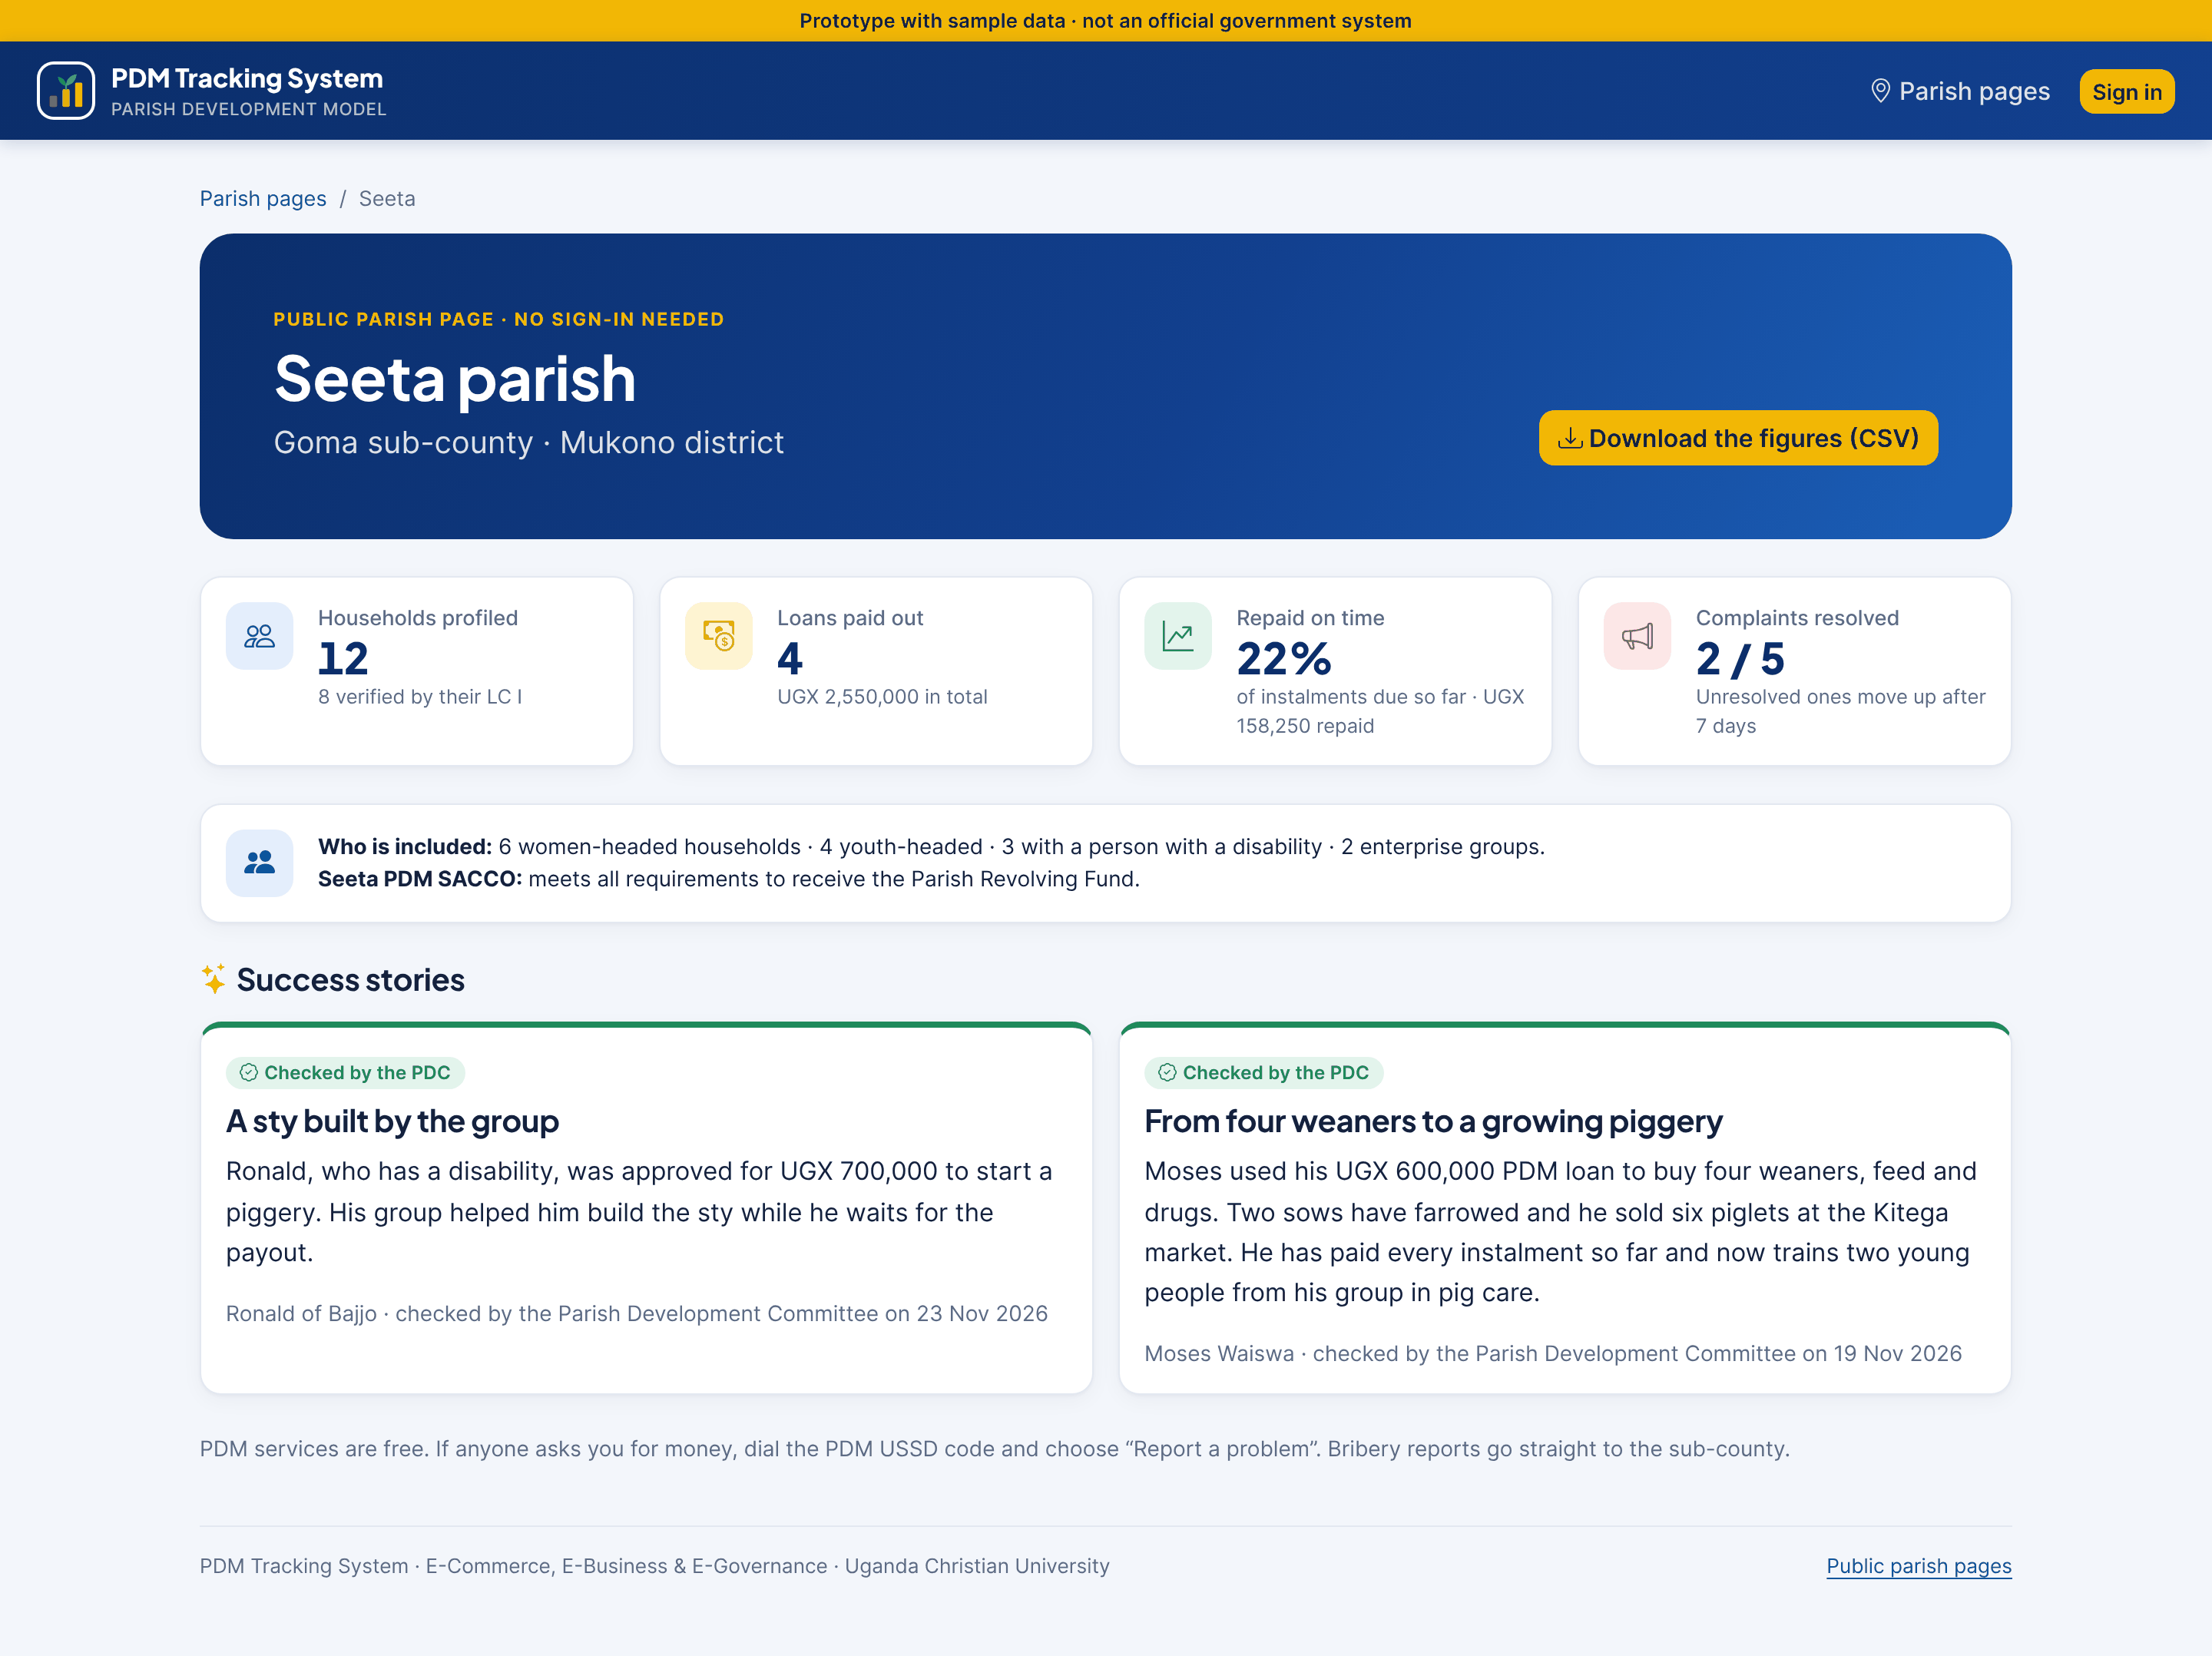 Prototype with sample data · not an official government system
PDM Tracking System
PARISH DEVELOPMENT MODEL
Parish pages
Sign in
Parish pages / Seeta
PUBLIC PARISH PAGE · NO SIGN-IN NEEDED
Seeta parish
Goma sub-county · Mukono district
Download the figures (CSV)
Households profiled
12
8 verified by their LC I
Loans paid out
4
UGX 2,550,000 in total
Repaid on time
22%
of instalments due so far · UGX
158,250 repaid
Complaints resolved
2 / 5
Unresolved ones move up after
7 days
Who is included: 6 women-headed households · 4 youth-headed · 3 with a person with a disability · 2 enterprise groups.
Seeta PDM SACCO: meets all requirements to receive the Parish Revolving Fund.
Success stories
Checked by the PDC
A sty built by the group
Ronald, who has a disability, was approved for UGX 700,000 to start a
piggery. His group helped him build the sty while he waits for the
payout.
Ronald of Bajjo · checked by the Parish Development Committee on 23 Nov 2026
Checked by the PDC
From four weaners to a growing piggery
Moses used his UGX 600,000 PDM loan to buy four weaners, feed and
drugs. Two sows have farrowed and he sold six piglets at the Kitega
market. He has paid every instalment so far and now trains two young
people from his group in pig care.
Moses Waiswa · checked by the Parish Development Committee on 19 Nov 2026
PDM services are free. If anyone asks you for money, dial the PDM USSD code and choose “Report a problem”. Bribery reports go straight to the sub-county.
PDM Tracking System · E-Commerce, E-Business & E-Governance · Uganda Christian University
Public parish pages